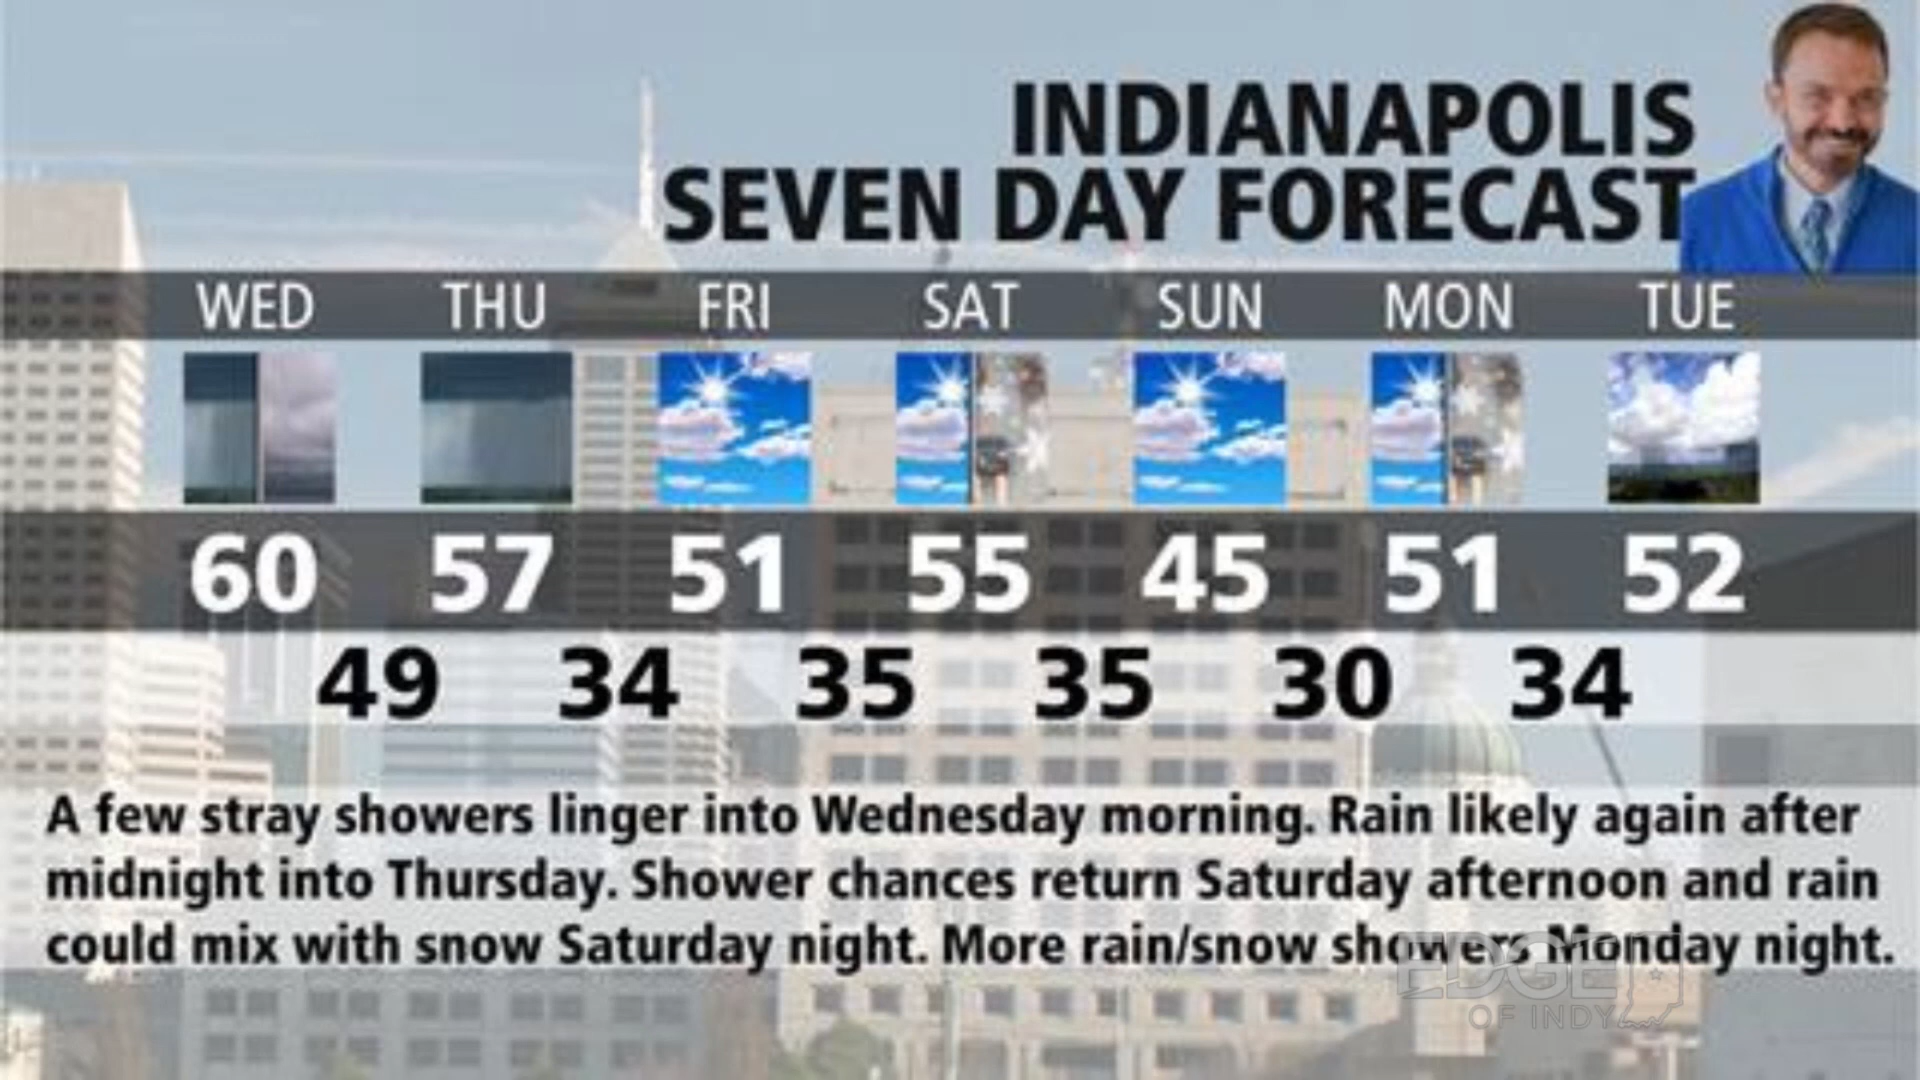 INDIANAPOLIS
SEVEN DAY FORECAST
WED THU FRI SAT SUN MON TUE
60 57 51 55 45 51 52
49 34 35 35 30 34
A few stray showers linger into Wednesday morning. Rain likely again after
midnight into Thursday. Shower chances return Saturday afternoon and rain
could mix with snow Saturday night. More rain/snow showers Monday night.
EDGE
OF INDY